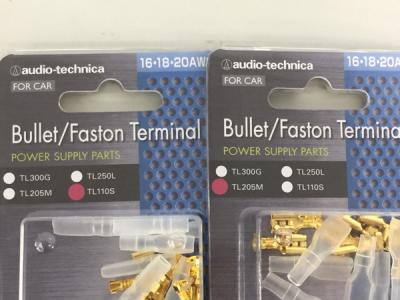 16·18·20AW
audio-technica
FOR CAR
Bullet/Faston Terminal
POWER SUPPLY PARTS
TL300G TL250L
TL205M TL110S
16·18·20AW
audio-technica
FOR CAR
Bullet/Faston Termina
POWER SUPPLY PARTS
TL300G TL250L
TL205M TL110S